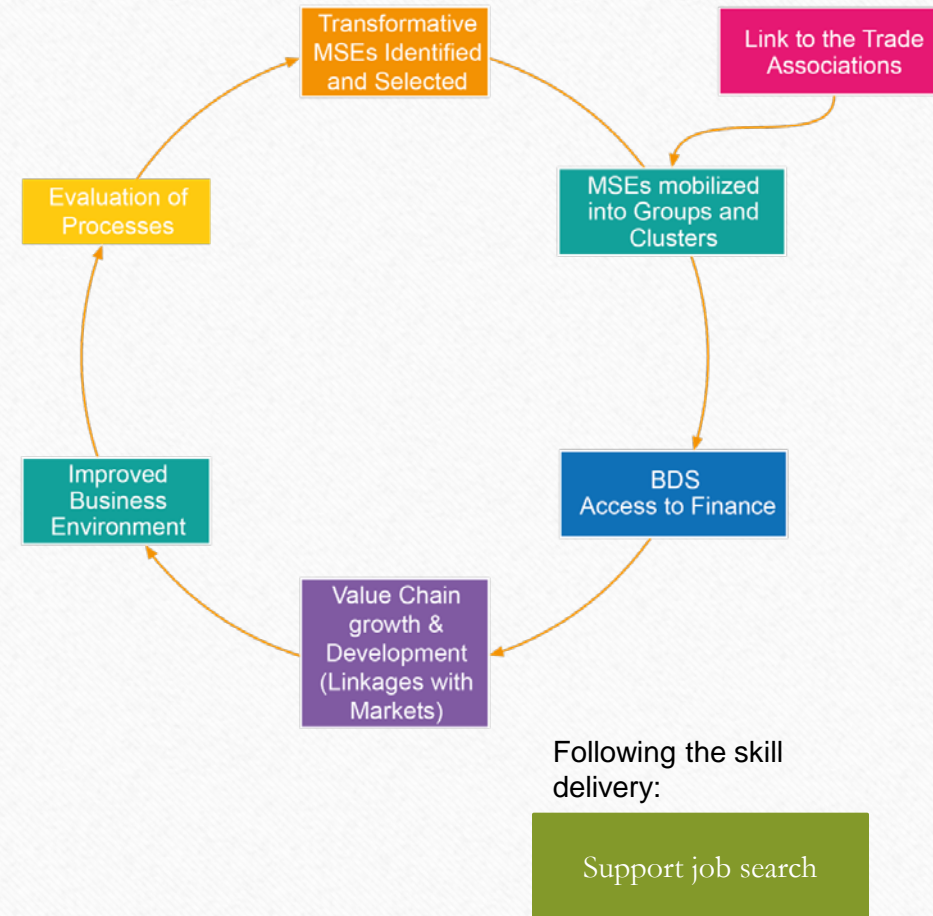 Transformative
MSEs Identified
and Selected
Link to the Trade
Associations
MSEs mobilized
into Groups and
Clusters
Evaluation of
Processes
BDS
Access to Finance
Improved
Business
Environment
Value Chain
growth &
Development
(Linkages with
Markets)
Following the skill
delivery:
Support job search